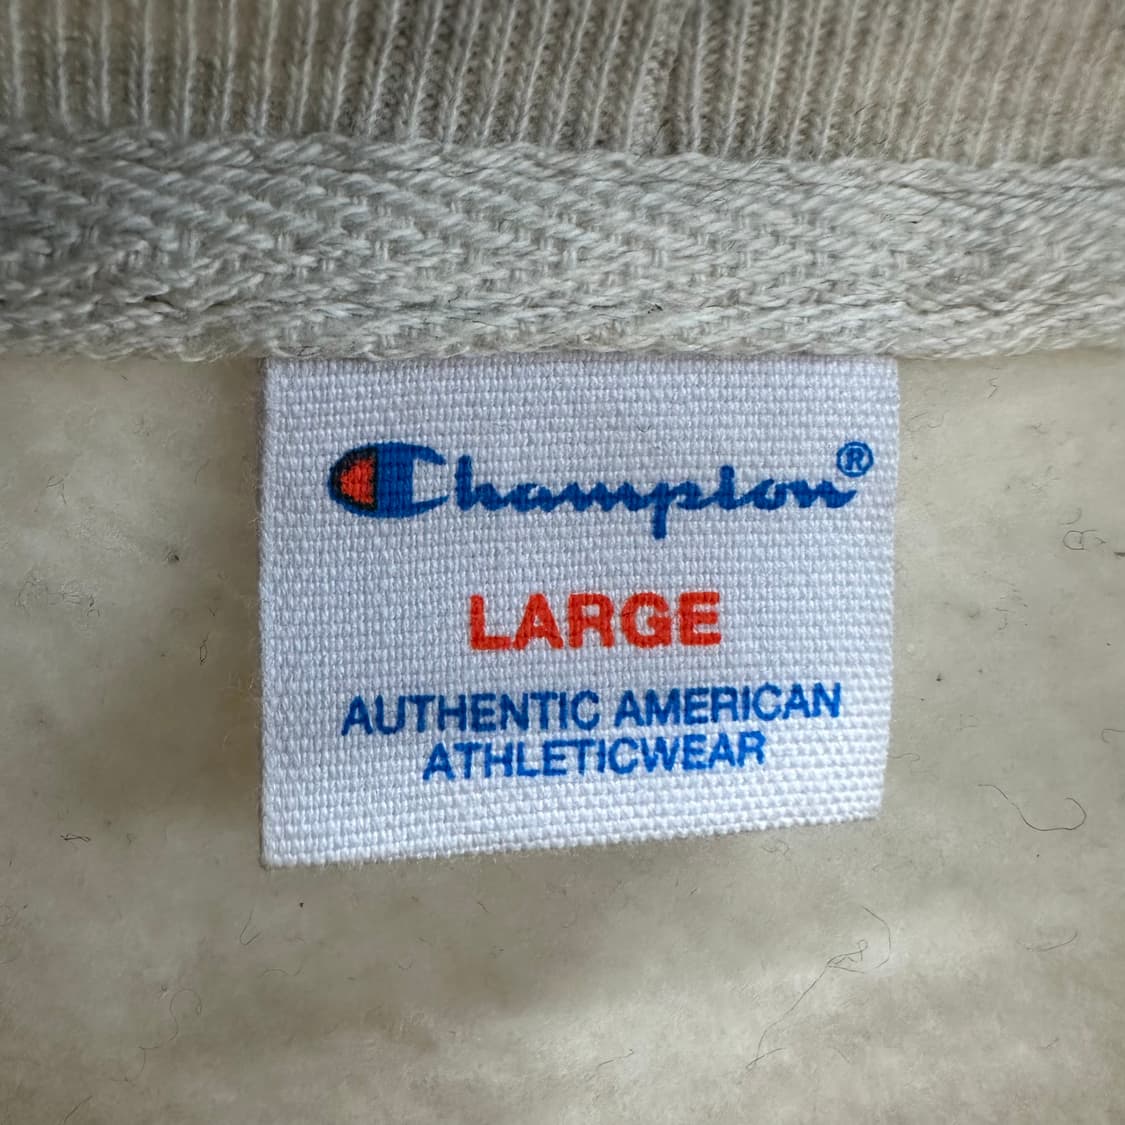 Champion®
LARGE
AUTHENTIC AMERICAN
ATHLETICWEAR